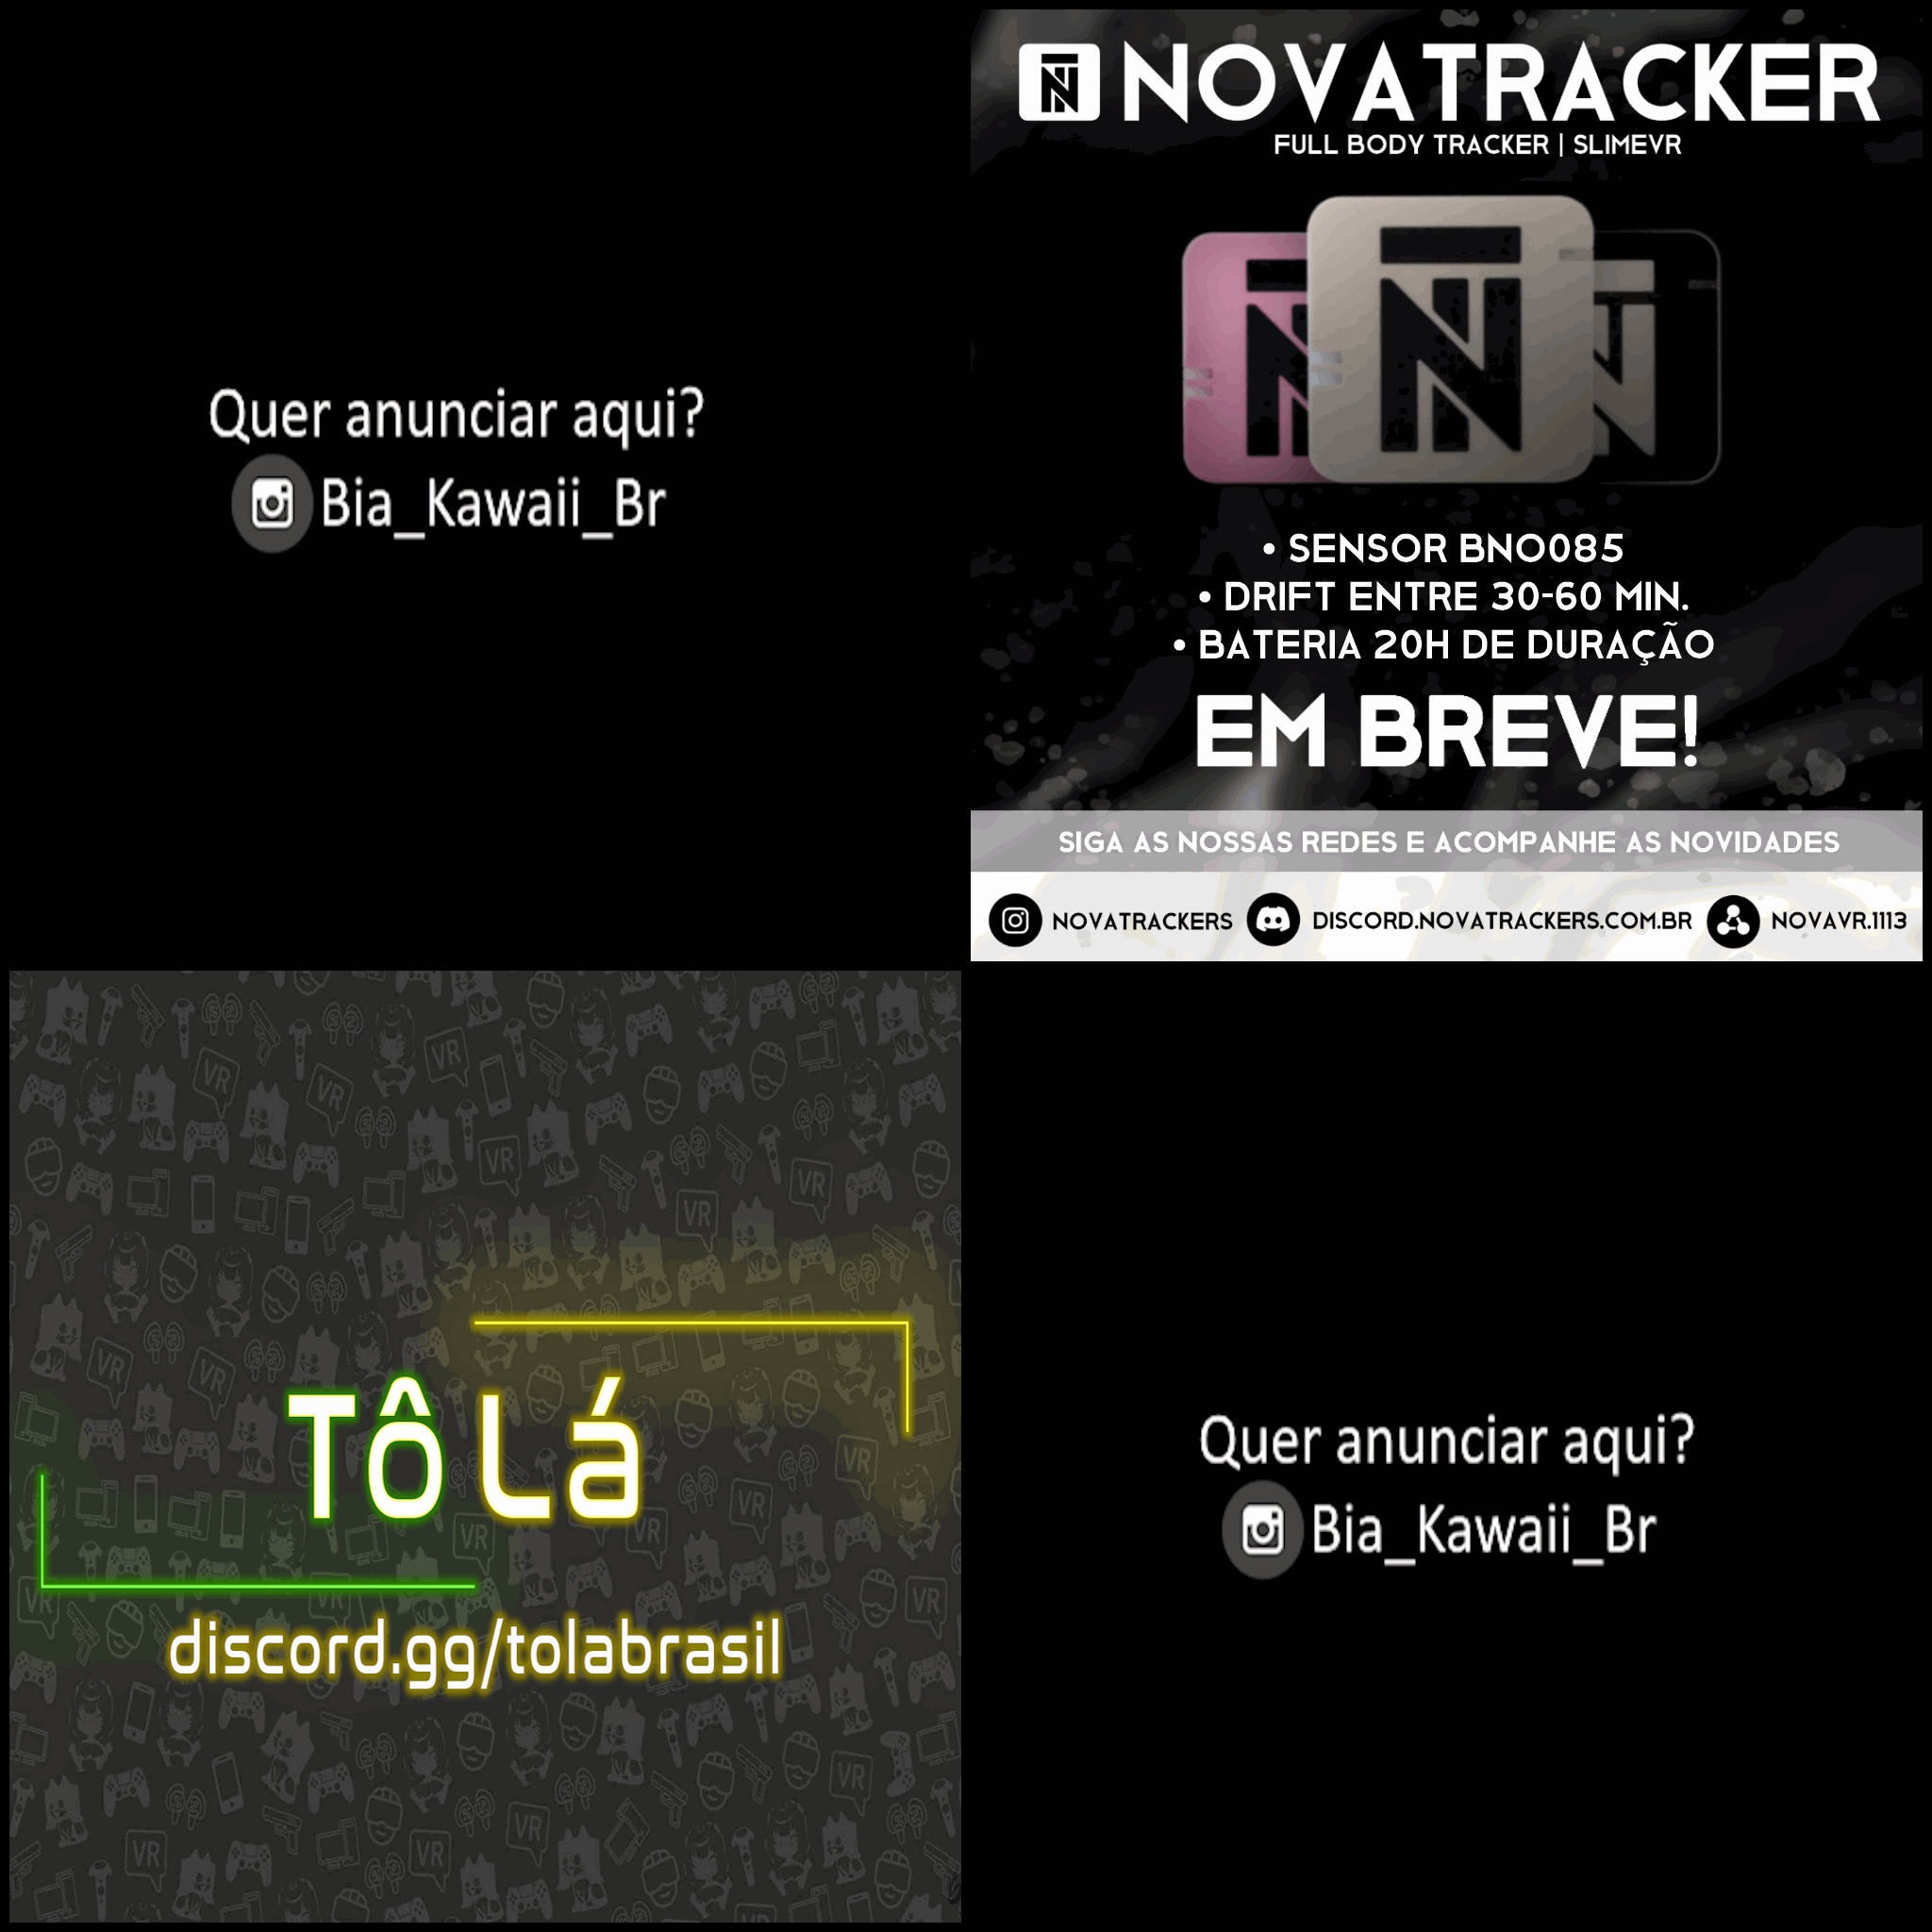 Quer anunciar aqui?
Bia_Kawaii_Br
NOVATRACKER
FULL BODY TRACKER | SLIMEVR
• SENSOR BNO085
• DRIFT ENTRE 30-60 MIN.
• BATERIA 20H DE DURAÇÃO
EM BREVE!
SIGA AS NOSSAS REDES E ACOMPANHE AS NOVIDADES
NOVATRACKERS DISCORD.NOVATRACKERS.COM.BR NOVAVR.1113
TôLá
discord.gg/tolabrasil
Quer anunciar aqui?
Bia_Kawaii_Br